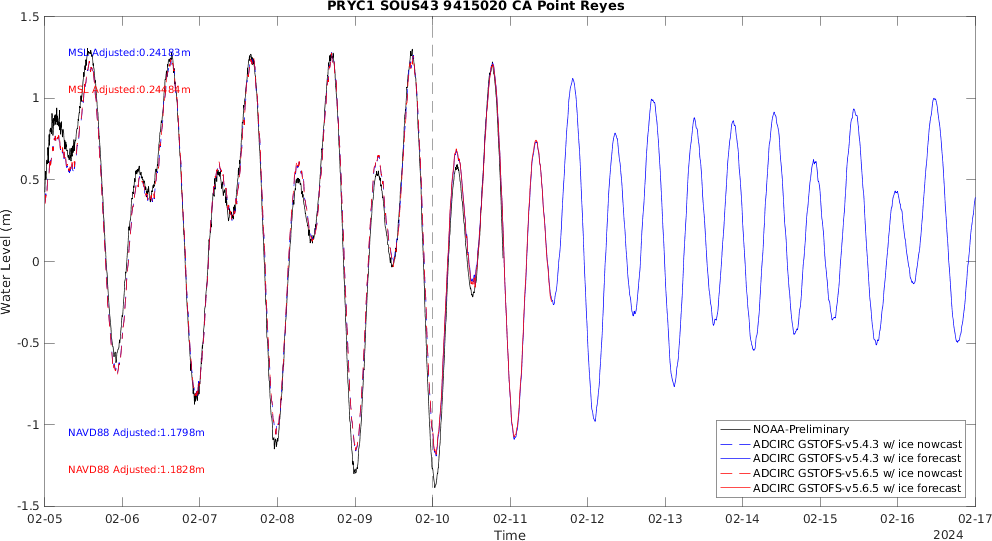 PRYC1 SOUS43 9415020 CA Point Reyes
1.5
MSL Adjusted:0.24183m
MSL Adjusted:0.24484m
1
0.5
Water Level (m)
0
-0.5
-1
NAVD88 Adjusted:1.1798m
NAVD88 Adjusted:1.1828m
-1.5
NOAA-Preliminary
ADCIRC GSTOFS-v5.4.3 w/ ice nowcast
ADCIRC GSTOFS-v5.4.3 w/ ice forecast
ADCIRC GSTOFS-v5.6.5 w/ ice nowcast
ADCIRC GSTOFS-v5.6.5 w/ ice forecast
02-05 02-06 02-07 02-08 02-09 02-10 02-11 02-12 02-13 02-14 02-15 02-16 02-17
Time
2024